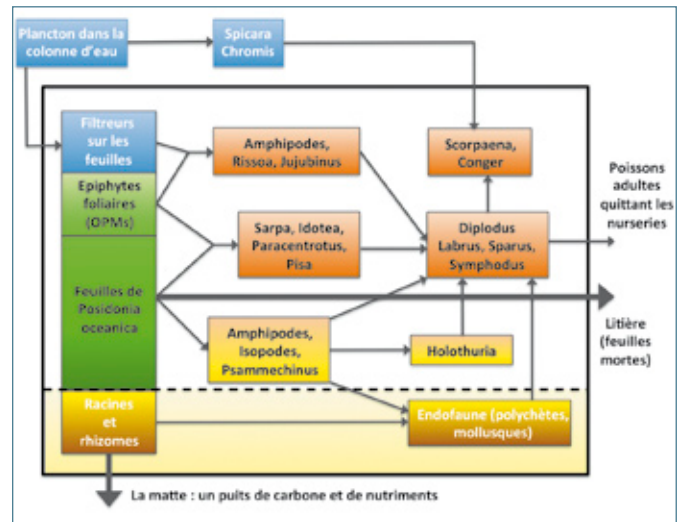 Plancton dans la
colonne d'eau
Spicara
Chromis
Filtreurs
sur les
feuilles
Amphipodes,
Rissoa, Jujubinus
Scorpaena,
Conger
Poissons
adultes
quittant les
nurseries
Epiphytes
foliaires
(OPMs)
Sarpa, Idotea,
Paracentrotus,
Pisa
Diplodus
Labrus, Sparus,
Symphodus
Feuilles de
Posidonia
oceanica
Litière
(feuilles
mortes)
Amphipodes,
Isopodes,
Psammechinus
Holothuria
Racines
et
rhizomes
Endofaune (polychètes,
mollusques)
La matte : un puits de carbone et de nutriments